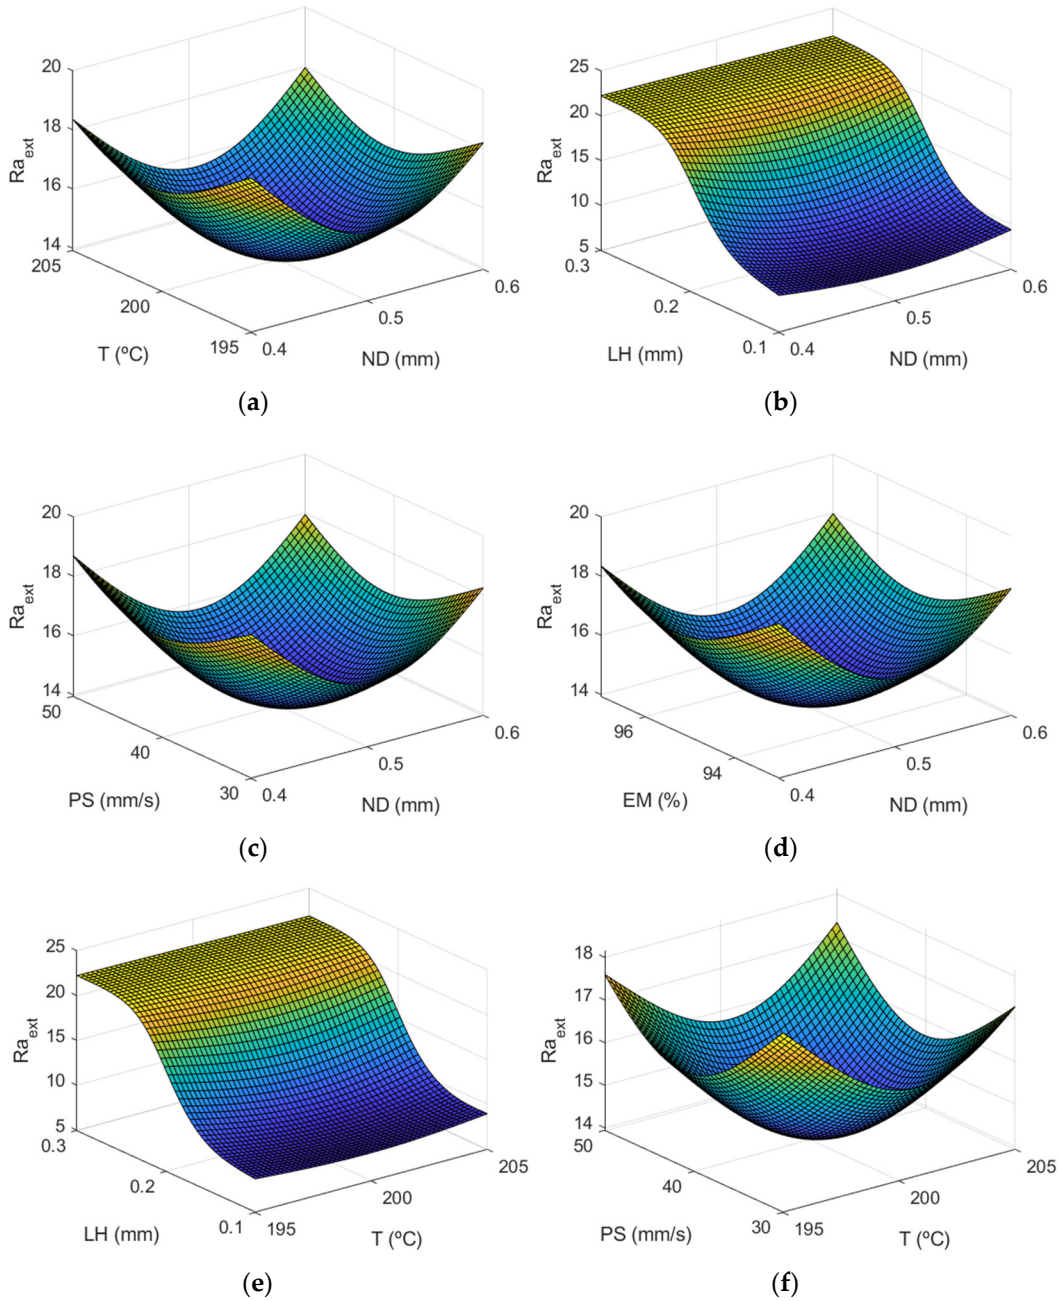 20
18
16
14
Ra_ext
205
200
195
T (ºC)
0.4
0.5
0.6
ND (mm)
(a)
25
20
15
10
5
Ra_ext
0.3
0.2
0.1
LH (mm)
0.4
0.5
0.6
ND (mm)
(b)
20
18
16
14
Ra_ext
50
40
30
PS (mm/s)
0.4
0.5
0.6
ND (mm)
(c)
20
18
16
14
Ra_ext
96
94
EM (%)
0.4
0.5
0.6
ND (mm)
(d)
25
20
15
10
5
Ra_ext
0.3
0.2
0.1
LH (mm)
195
200
205
T (ºC)
(e)
18
17
16
15
14
Ra_ext
50
40
30
PS (mm/s)
195
200
205
T (ºC)
(f)